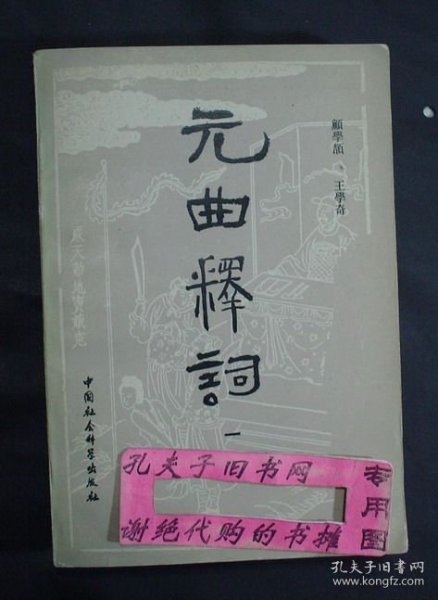 元曲釋詞
一
顧學頡、王學奇
中国社会科学出版社
孔夫子旧书网
谢绝代购的书摊
专用图
孔夫子旧书网
www.kongfz.com